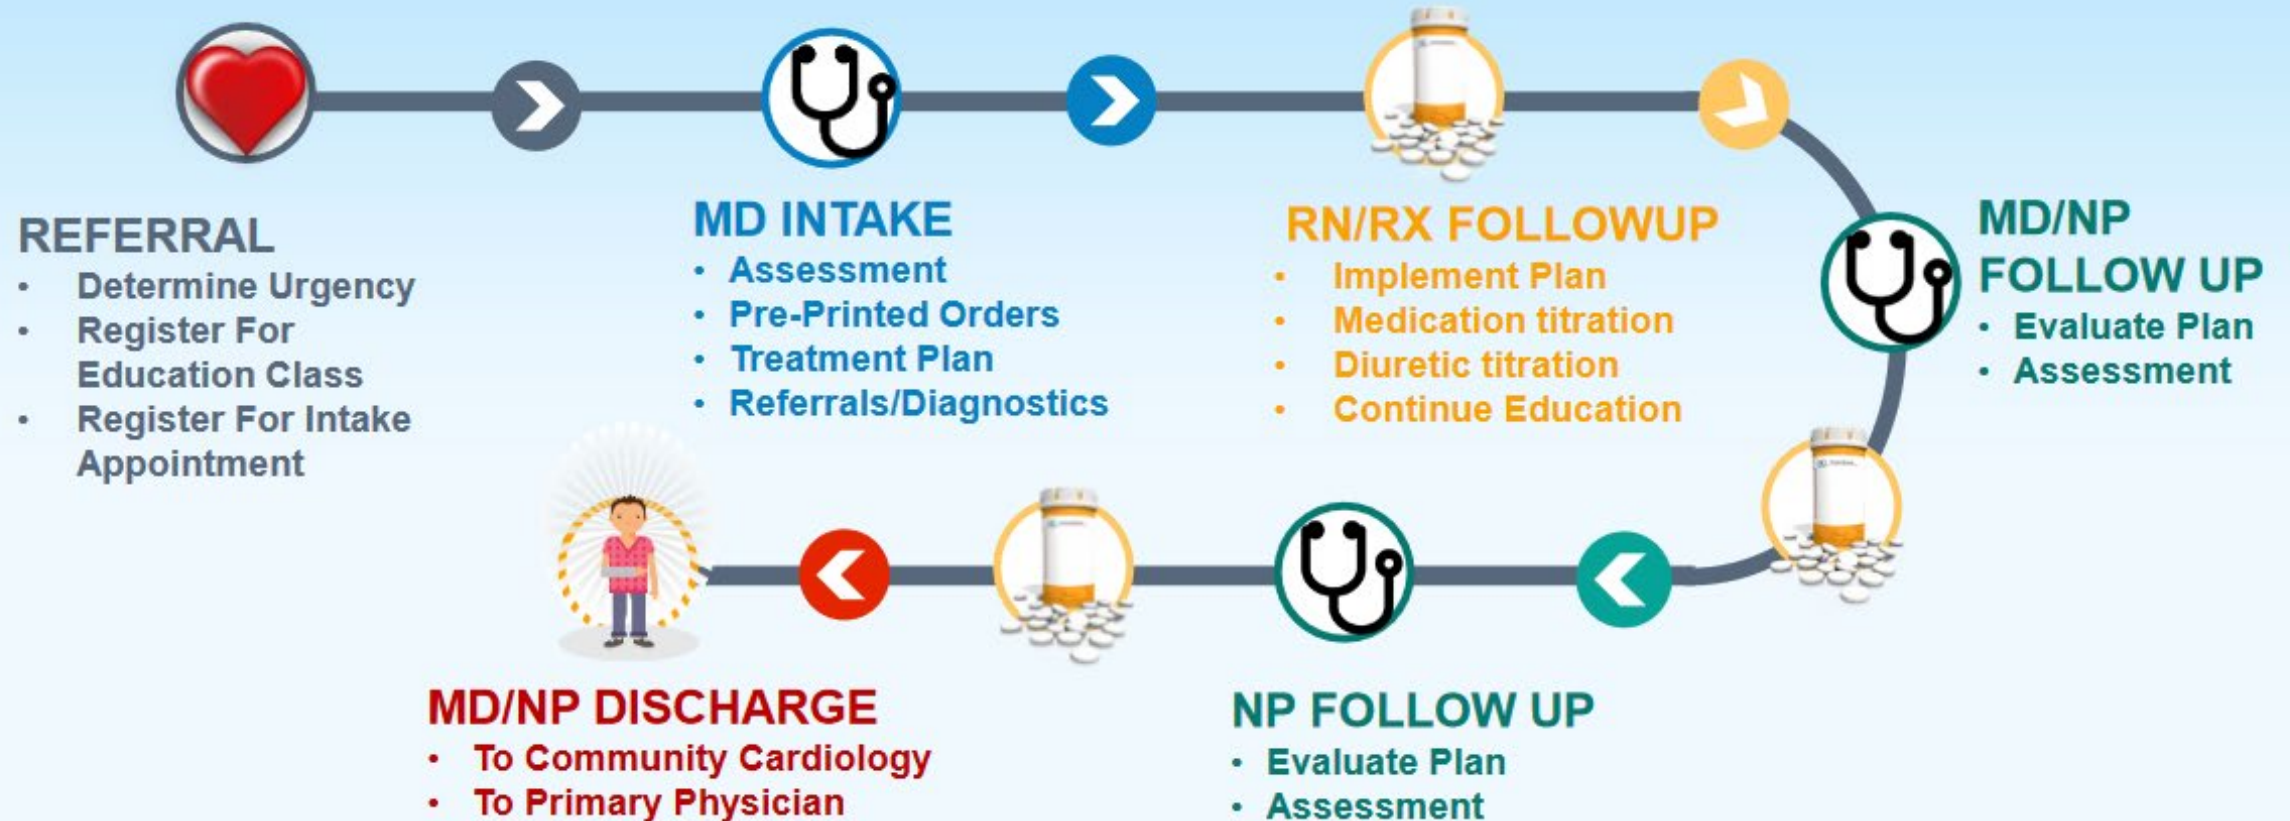 REFERRAL
• Determine Urgency
• Register For
Education Class
• Register For Intake
Appointment
MD INTAKE
• Assessment
• Pre-Printed Orders
• Treatment Plan
• Referrals/Diagnostics
RN/RX FOLLOWUP
• Implement Plan
• Medication titration
• Diuretic titration
• Continue Education
MD/NP
FOLLOW UP
• Evaluate Plan
• Assessment
NP FOLLOW UP
• Evaluate Plan
• Assessment
MD/NP DISCHARGE
• To Community Cardiology
• To Primary Physician